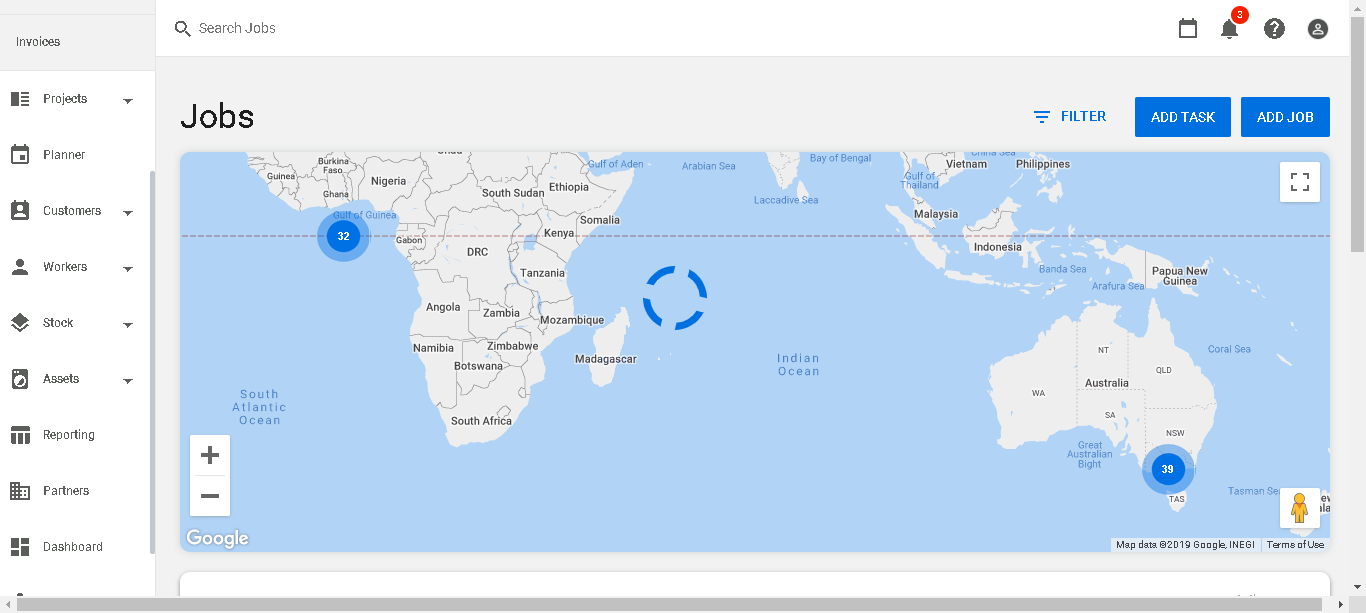 Invoices
Projects
Planner
Customers
Workers
Stock
Assets
Reporting
Partners
Dashboard
Search Jobs
3
Jobs
FILTER
ADD TASK
ADD JOB
Burkina
Faso
Guinea
Ghana
Nigeria
South Sudan
Ethiopia
Gulf of Aden
Arabian Sea
Bay of Bengal
Laccadive Sea
Vietnam
Philippines
China Sea
Gulf of
Thailand
Gulf of Guinea
Somalia
Malaysia
32
Gabon
Kenya
DRC
Indonesia
Tanzania
Banda Sea
Papua New
Guinea
Arafura Sea
Angola
Zambia
Mozambique
Namibia
Zimbabwe
Botswana
Madagascar
Indian
Ocean
South
Atlantic
Ocean
South Africa
NT
QLD
Coral Sea
Australia
WA
SA
NSW
Great
Australian
Bight
39
TAS
Tasman Sea
Google
Map data ©2019 Google, INEGI
Terms of Use